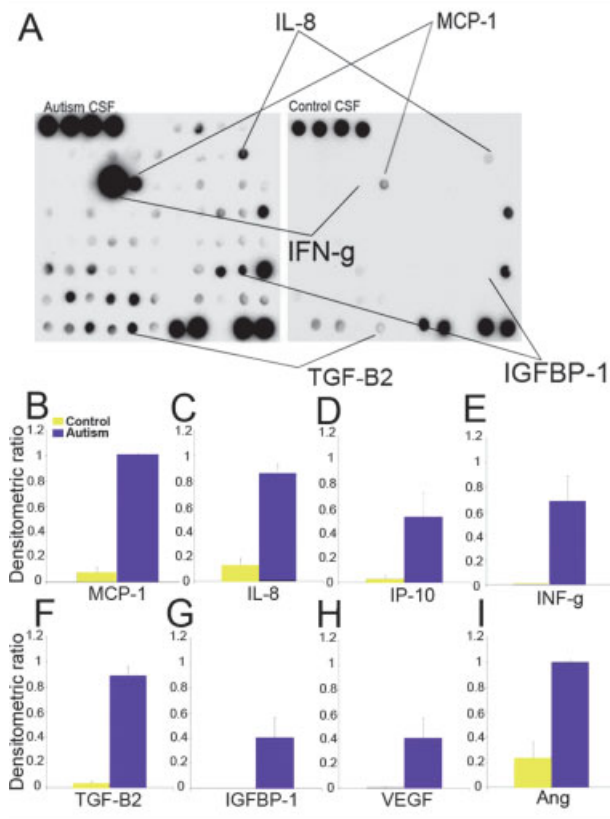 A
IL-8
MCP-1
Autism CSF
Control CSF
IFN-g
TGF-B2
IGFBP-1
B
C
D
E
Control
Autism
Densitometric ratio
1.2
1
0.8
0.6
0.4
0.2
0
MCP-1
1.2
1
0.8
0.6
0.4
0.2
0
IL-8
1.2
1
0.8
0.6
0.4
0.2
0
IP-10
1.2
1
0.8
0.6
0.4
0.2
0
INF-g
F
G
H
I
Densitometric ratio
1.2
1
0.8
0.6
0.4
0.2
0
TGF-B2
1.2
1
0.8
0.6
0.4
0.2
0
IGFBP-1
1.2
1
0.8
0.6
0.4
0.2
0
VEGF
1.2
1
0.8
0.6
0.4
0.2
0
Ang